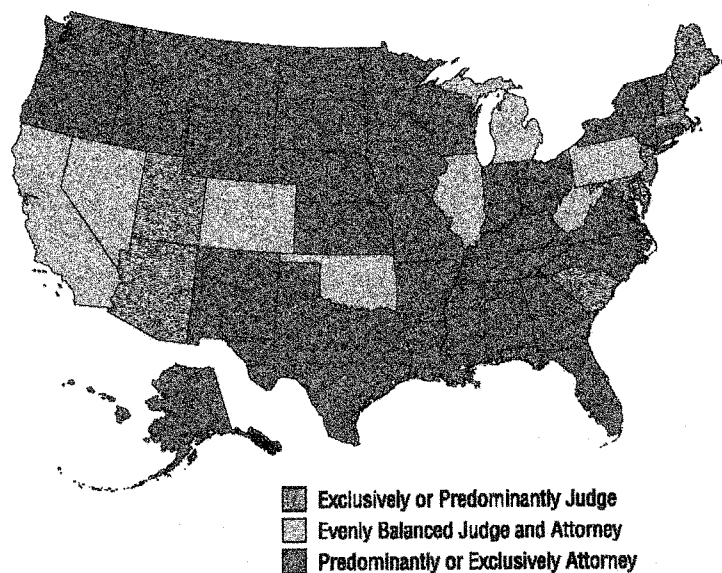 Exclusively or Predominantly Judge
Evenly Balanced Judge and Attorney
Predominantly or Exclusively Attorney